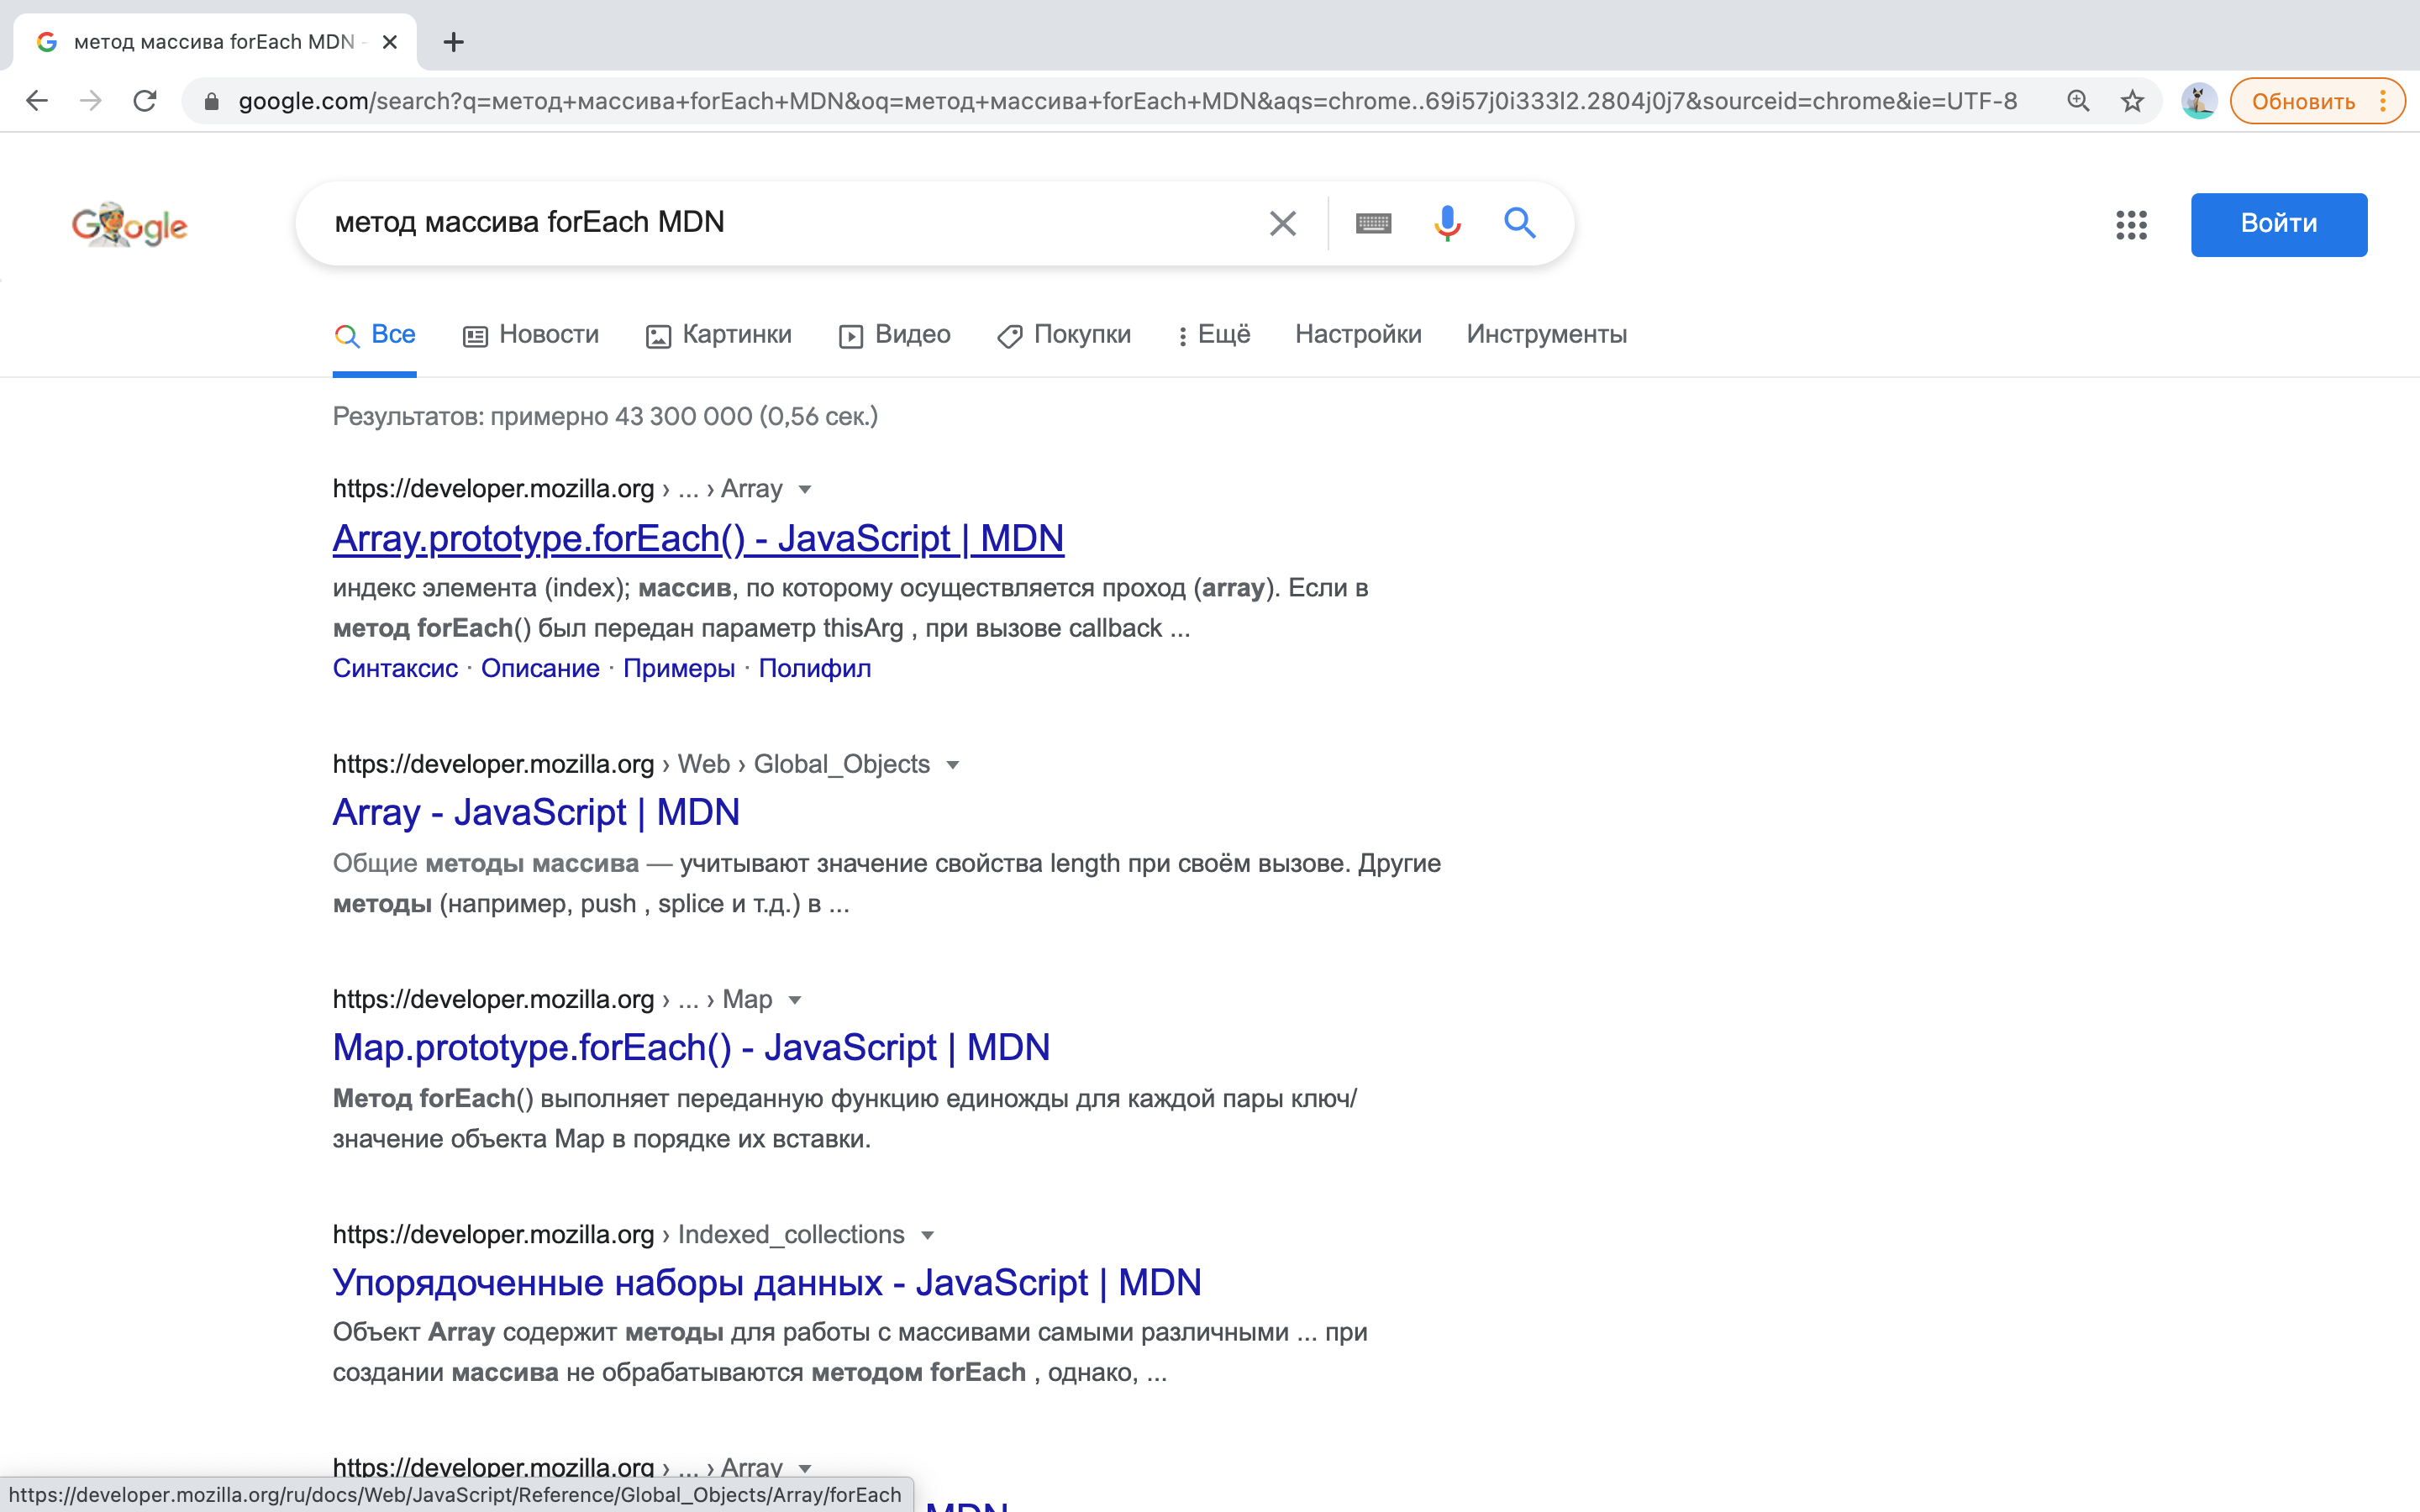 метод массива forEach MDN -
google.com/search?q=метод+массива+forEach+MDN&oq=метод+массива+forEach+MDN&aqs=chrome..69i57j0i333l2.2804j0j7&sourceid=chrome&ie=UTF-8
Обновить
Google
метод массива forEach MDN
Войти
Все Новости Картинки Видео Покупки Ещё Настройки Инструменты
Результатов: примерно 43 300 000 (0,56 сек.)
https://developer.mozilla.org › ... › Array
Array.prototype.forEach() - JavaScript | MDN
индекс элемента (index); массив, по которому осуществляется проход (array). Если в
метод forEach() был передан параметр thisArg , при вызове callback ...
Синтаксис · Описание · Примеры · Полифил
https://developer.mozilla.org › Web › Global_Objects
Array - JavaScript | MDN
Общие методы массива — учитывают значение свойства length при своём вызове. Другие
методы (например, push , splice и т.д.) в ...
https://developer.mozilla.org › ... › Map
Map.prototype.forEach() - JavaScript | MDN
Метод forEach() выполняет переданную функцию единожды для каждой пары ключ/
значение объекта Map в порядке их вставки.
https://developer.mozilla.org › Indexed_collections
Упорядоченные наборы данных - JavaScript | MDN
Объект Array содержит методы для работы с массивами самыми различными ... при
создании массива не обрабатываются методом forEach , однако, ...
https://developer.mozilla.org › ... › Array
https://developer.mozilla.org/ru/docs/Web/JavaScript/Reference/Global_Objects/Array/forEach
MDN